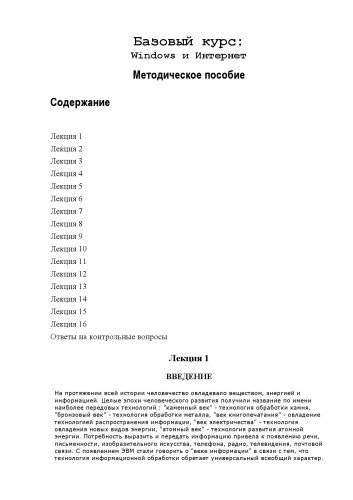 Базовый курс:
Windows и Интернет
Методическое пособие
Содержание
Лекция 1
Лекция 2
Лекция 3
Лекция 4
Лекция 5
Лекция 6
Лекция 7
Лекция 8
Лекция 9
Лекция 10
Лекция 11
Лекция 12
Лекция 13
Лекция 14
Лекция 15
Лекция 16
Ответы на контрольные вопросы
Лекция 1
ВВЕДЕНИЕ
На протяжении всей истории человечество овладевало веществом, энергией и
информацией. Целые эпохи человеческого развития получили название по имени
наиболее передовых технологий : "каменный век" - технология обработки камня,
"бронзовый век" - технология обработки металла, "век книгопечатания" - овладение
технологией распространения информации, "век электричества" - технология
овладения новых видов энергии, "атомный век" - технология развития атомной
энергии. Потребность выразить и передать информацию привела к появлению речи,
письменности, изобразительного искусства, телефона, радио, телевидения, почтовой
связи. С появлением ЭВМ стали говорить о "веке информации" в связи с тем, что
технология информационной обработки обретает универсальный всеобщий характер.